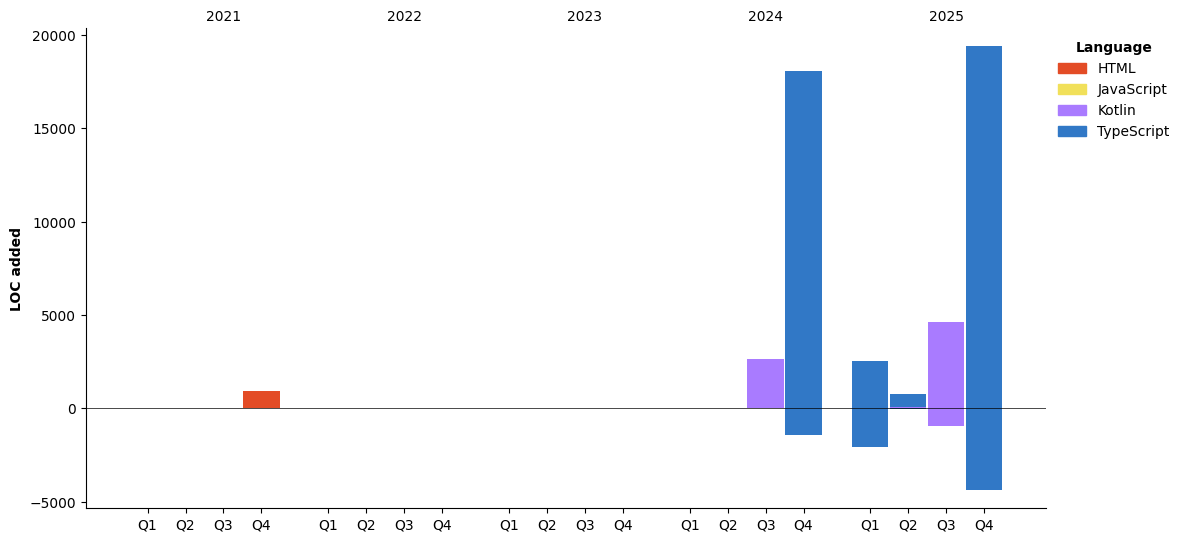 2021 2022 2023 2024 2025
20000
15000
10000
5000
0
−5000
LOC added
Language
HTML
JavaScript
Kotlin
TypeScript
Q1 Q2 Q3 Q4 Q1 Q2 Q3 Q4 Q1 Q2 Q3 Q4 Q1 Q2 Q3 Q4 Q1 Q2 Q3 Q4